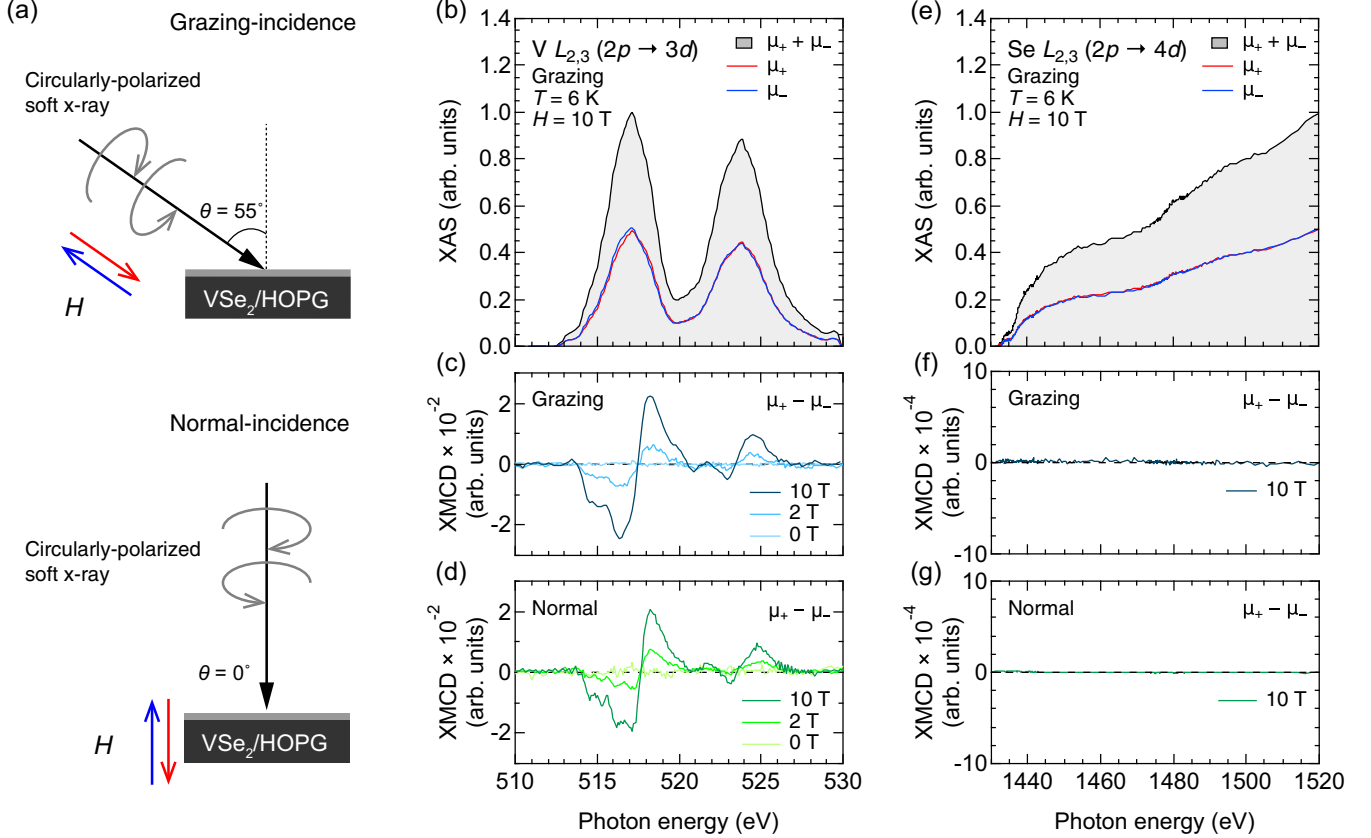 (a)
Grazing-incidence
Circularly-polarized
soft x-ray
θ = 55˚
H
VSe₂/HOPG
Normal-incidence
Circularly-polarized
soft x-ray
θ = 0˚
H
VSe₂/HOPG
(b)
1.4
1.2
1.0
0.8
0.6
0.4
0.2
0.0
XAS (arb. units)
V L₂,₃ (2p → 3d)
Grazing
T = 6 K
H = 10 T
μ₊ + μ₋
μ₊
μ₋
(c)
2
0
-2
XMCD × 10⁻²
(arb. units)
Grazing
μ₊ − μ₋
10 T
2 T
0 T
(d)
2
0
-2
XMCD × 10⁻²
(arb. units)
Normal
μ₊ − μ₋
10 T
2 T
0 T
510 515 520 525 530
Photon energy (eV)
(e)
1.4
1.2
1.0
0.8
0.6
0.4
0.2
0.0
XAS (arb. units)
Se L₂,₃ (2p → 4d)
Grazing
T = 6 K
H = 10 T
μ₊ + μ₋
μ₊
μ₋
(f)
10
0
-10
XMCD × 10⁻⁴
(arb. units)
Grazing
μ₊ − μ₋
10 T
(g)
10
0
-10
XMCD × 10⁻⁴
(arb. units)
Normal
μ₊ − μ₋
10 T
1440 1460 1480 1500 1520
Photon energy (eV)